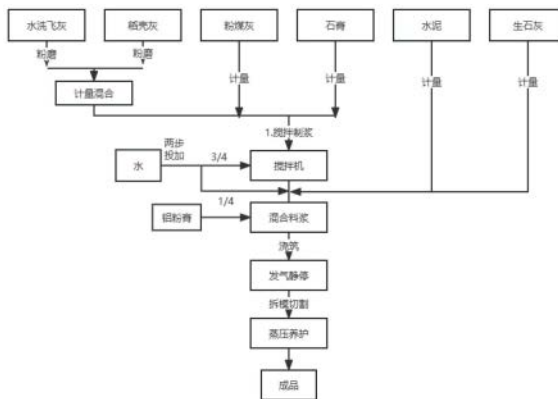 水洗飞灰
稻壳灰
粉煤灰
石膏
水泥
生石灰
粉磨
粉磨
计量
计量
计量
计量
计量混合
1.搅拌制浆
两步
投加
3/4
水
搅拌机
1/4
铝粉膏
混合料浆
浇筑
发气静停
拆模切割
蒸压养护
成品